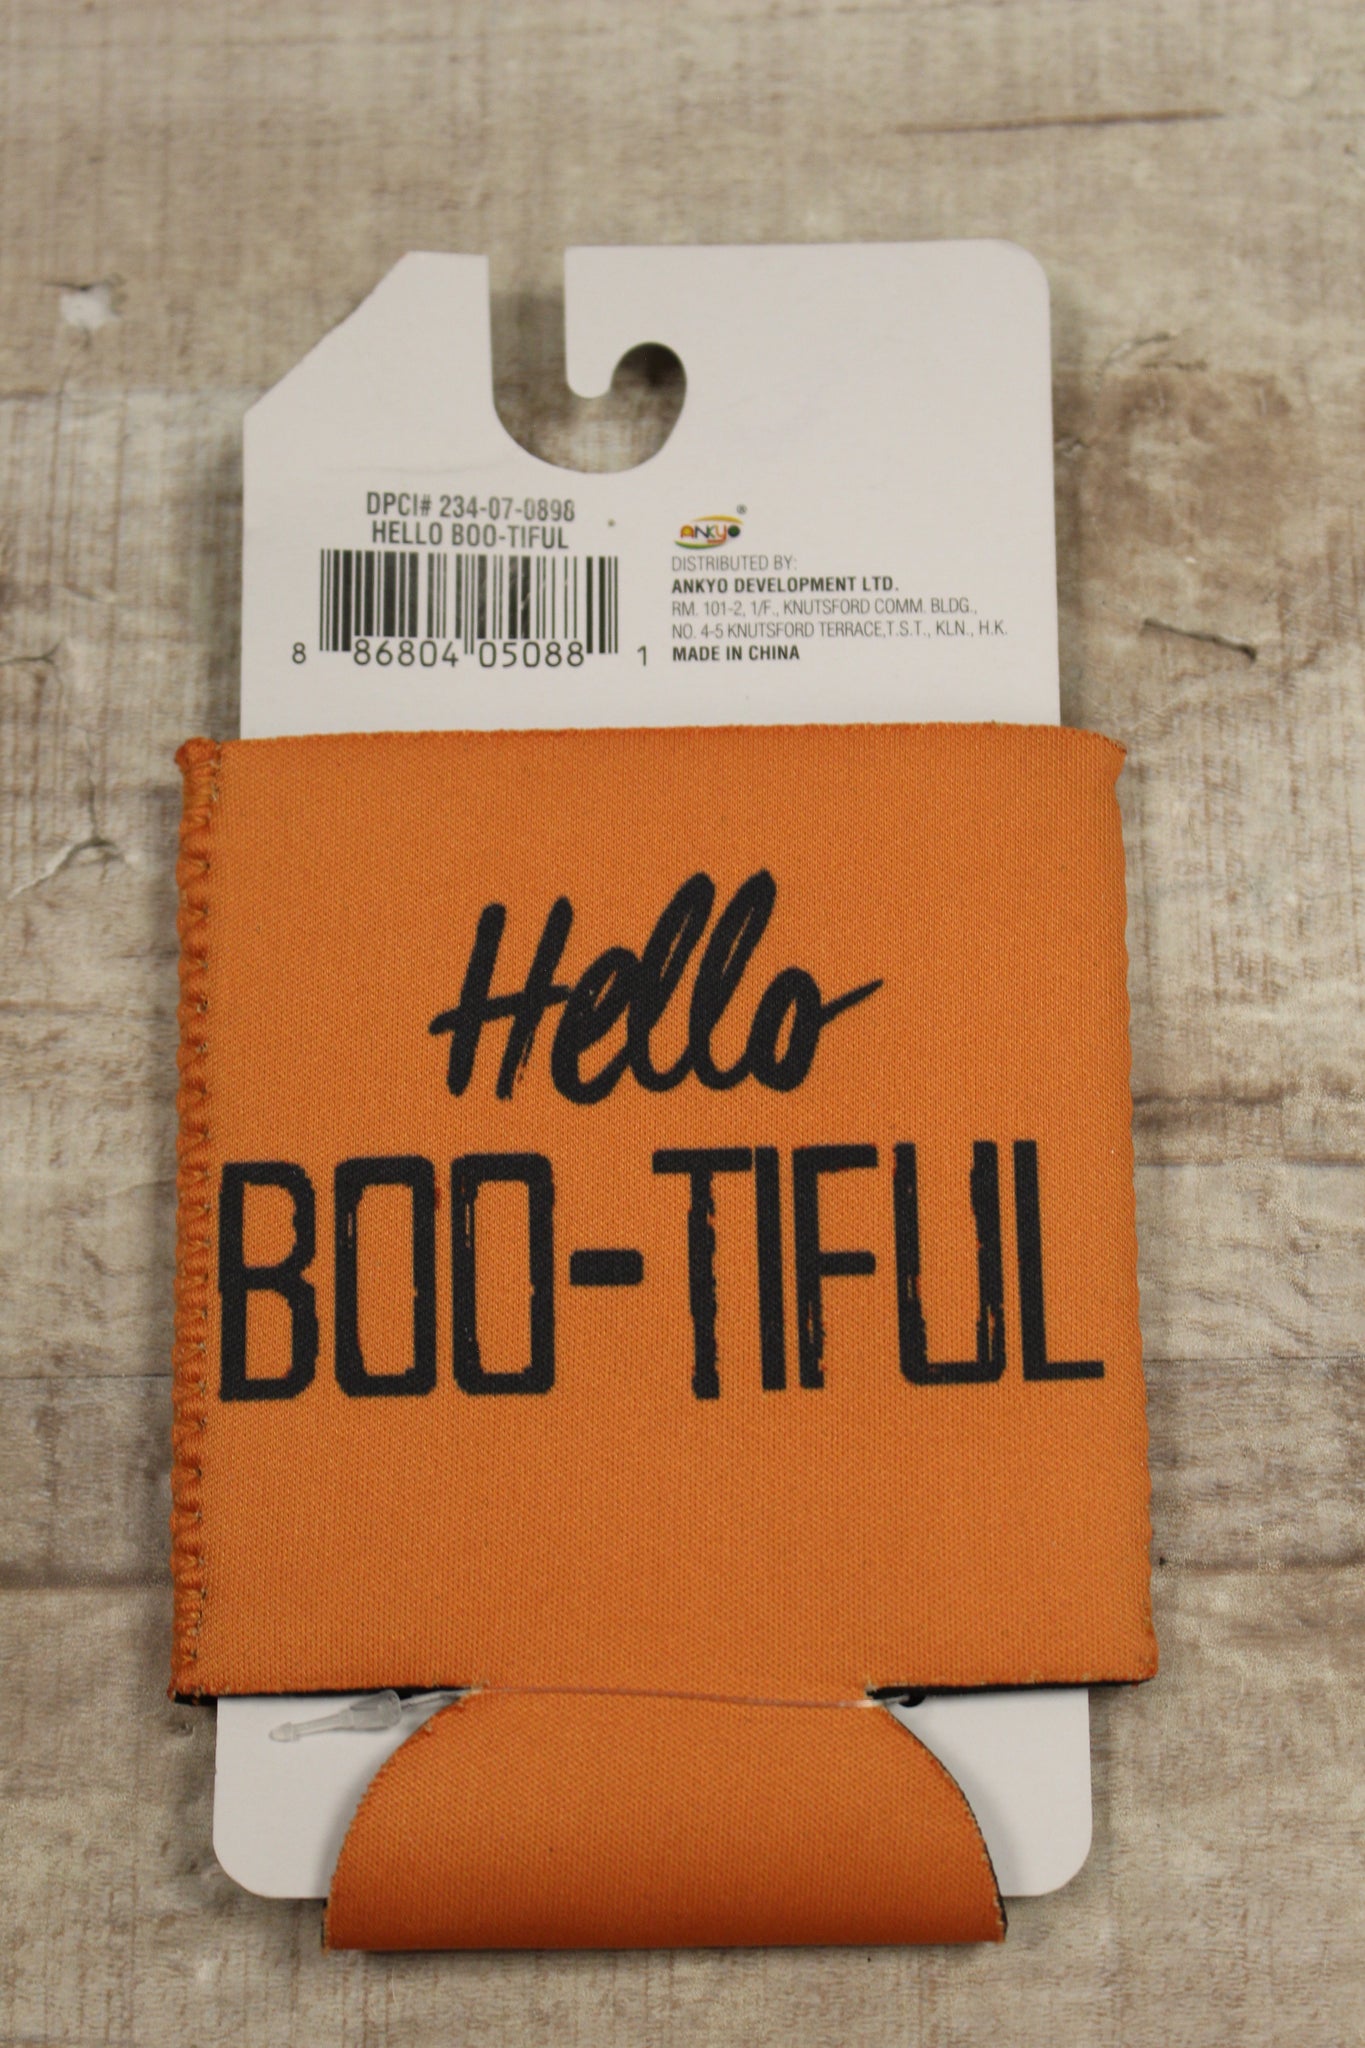 DPCI# 234-07-0898
HELLO BOO-TIFUL
8 86804 05088 1
ANKYO ®
DISTRIBUTED BY:
ANKYO DEVELOPMENT LTD.
RM. 101-2, 1/F., KNUTSFORD COMM. BLDG.,
NO. 4-5 KNUTSFORD TERRACE,T.S.T., KLN., H.K.
MADE IN CHINA
Hello
BOO-TIFUL